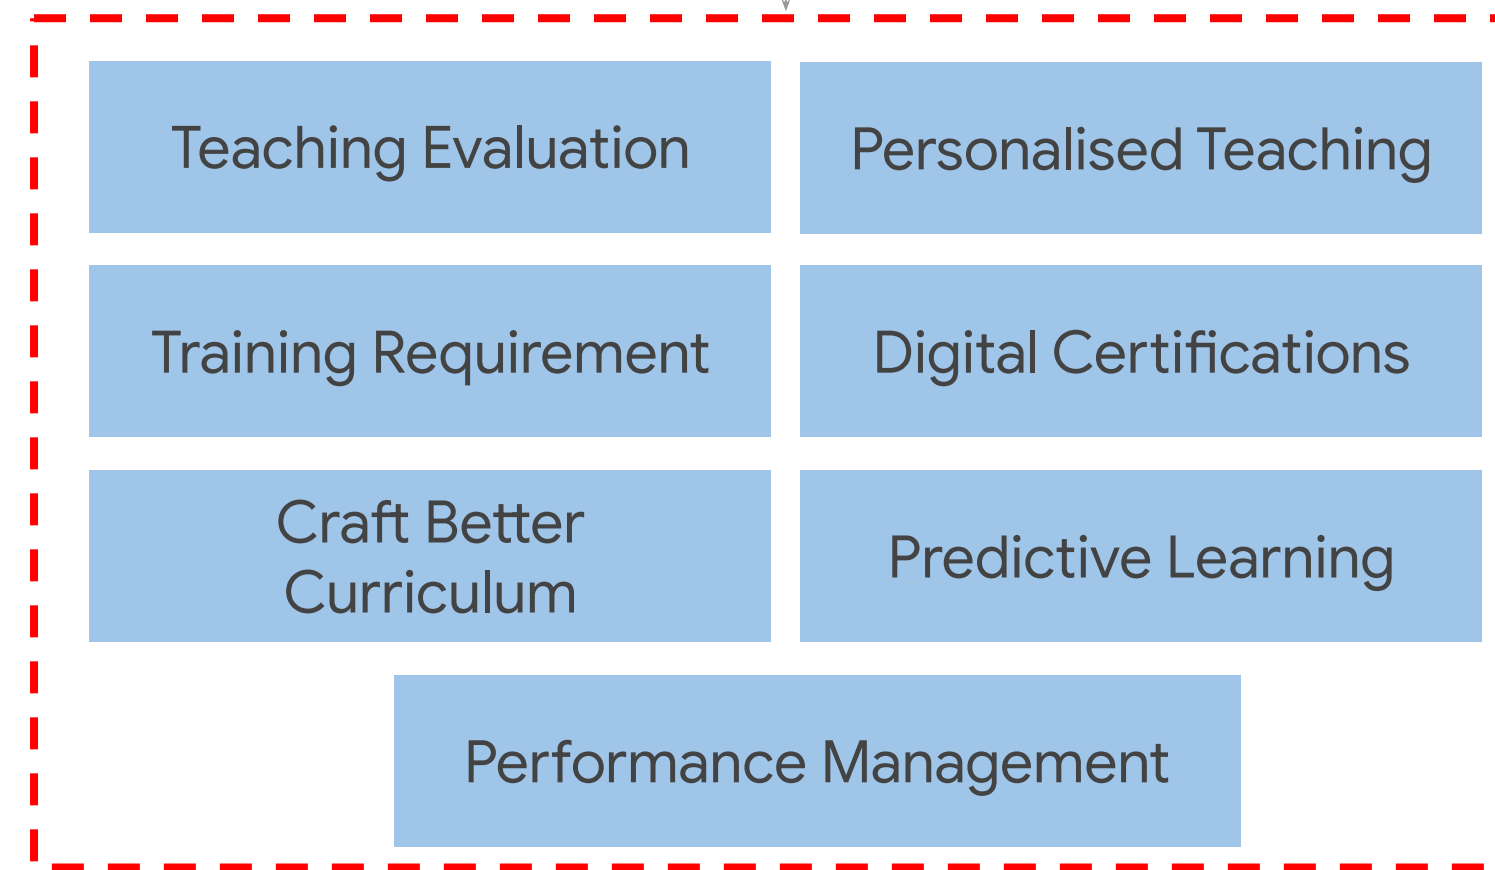 Teaching Evaluation
Personalised Teaching
Training Requirement
Digital Certifications
Craft Better
Curriculum
Predictive Learning
Performance Management